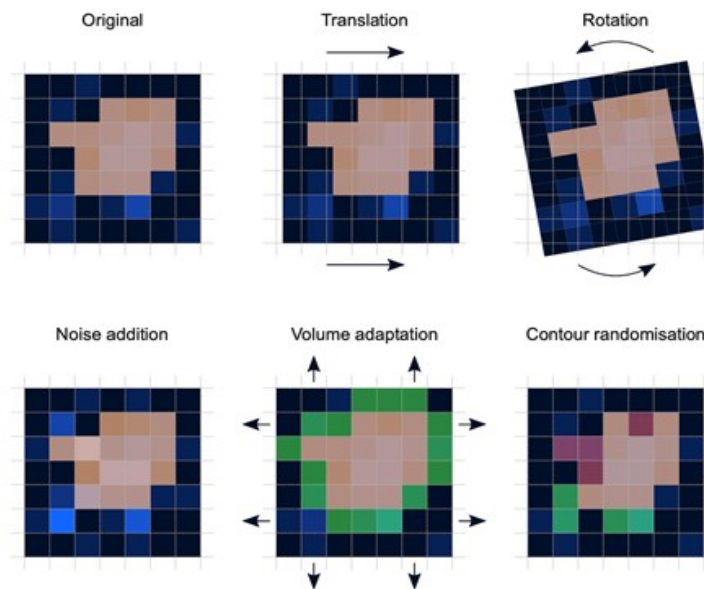 Original
Translation
Rotation
Noise addition
Volume adaptation
Contour randomisation